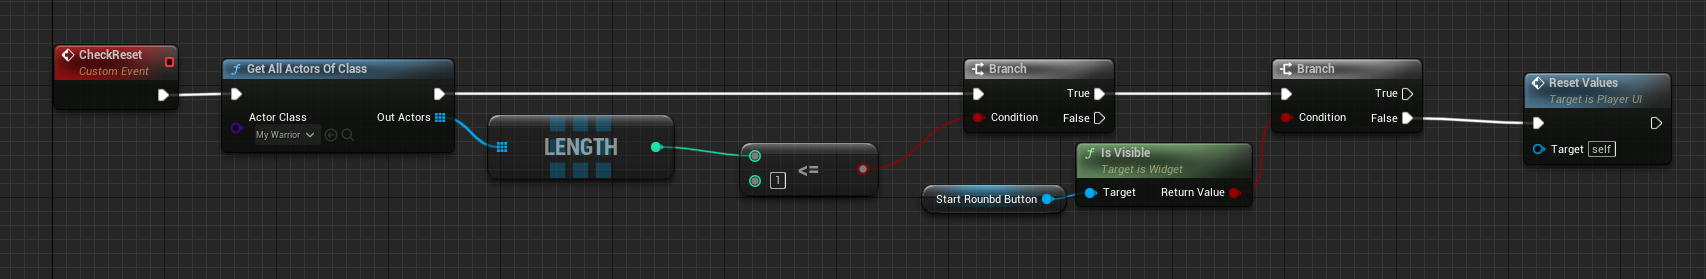 CheckReset
Custom Event
Get All Actors Of Class
Actor Class
My Warrior
Out Actors
LENGTH
1
<=
Branch
True
Condition
False
Start Rounbd Button
Is Visible
Target is Widget
Target
Return Value
Branch
True
Condition
False
Reset Values
Target is Player UI
Target
self